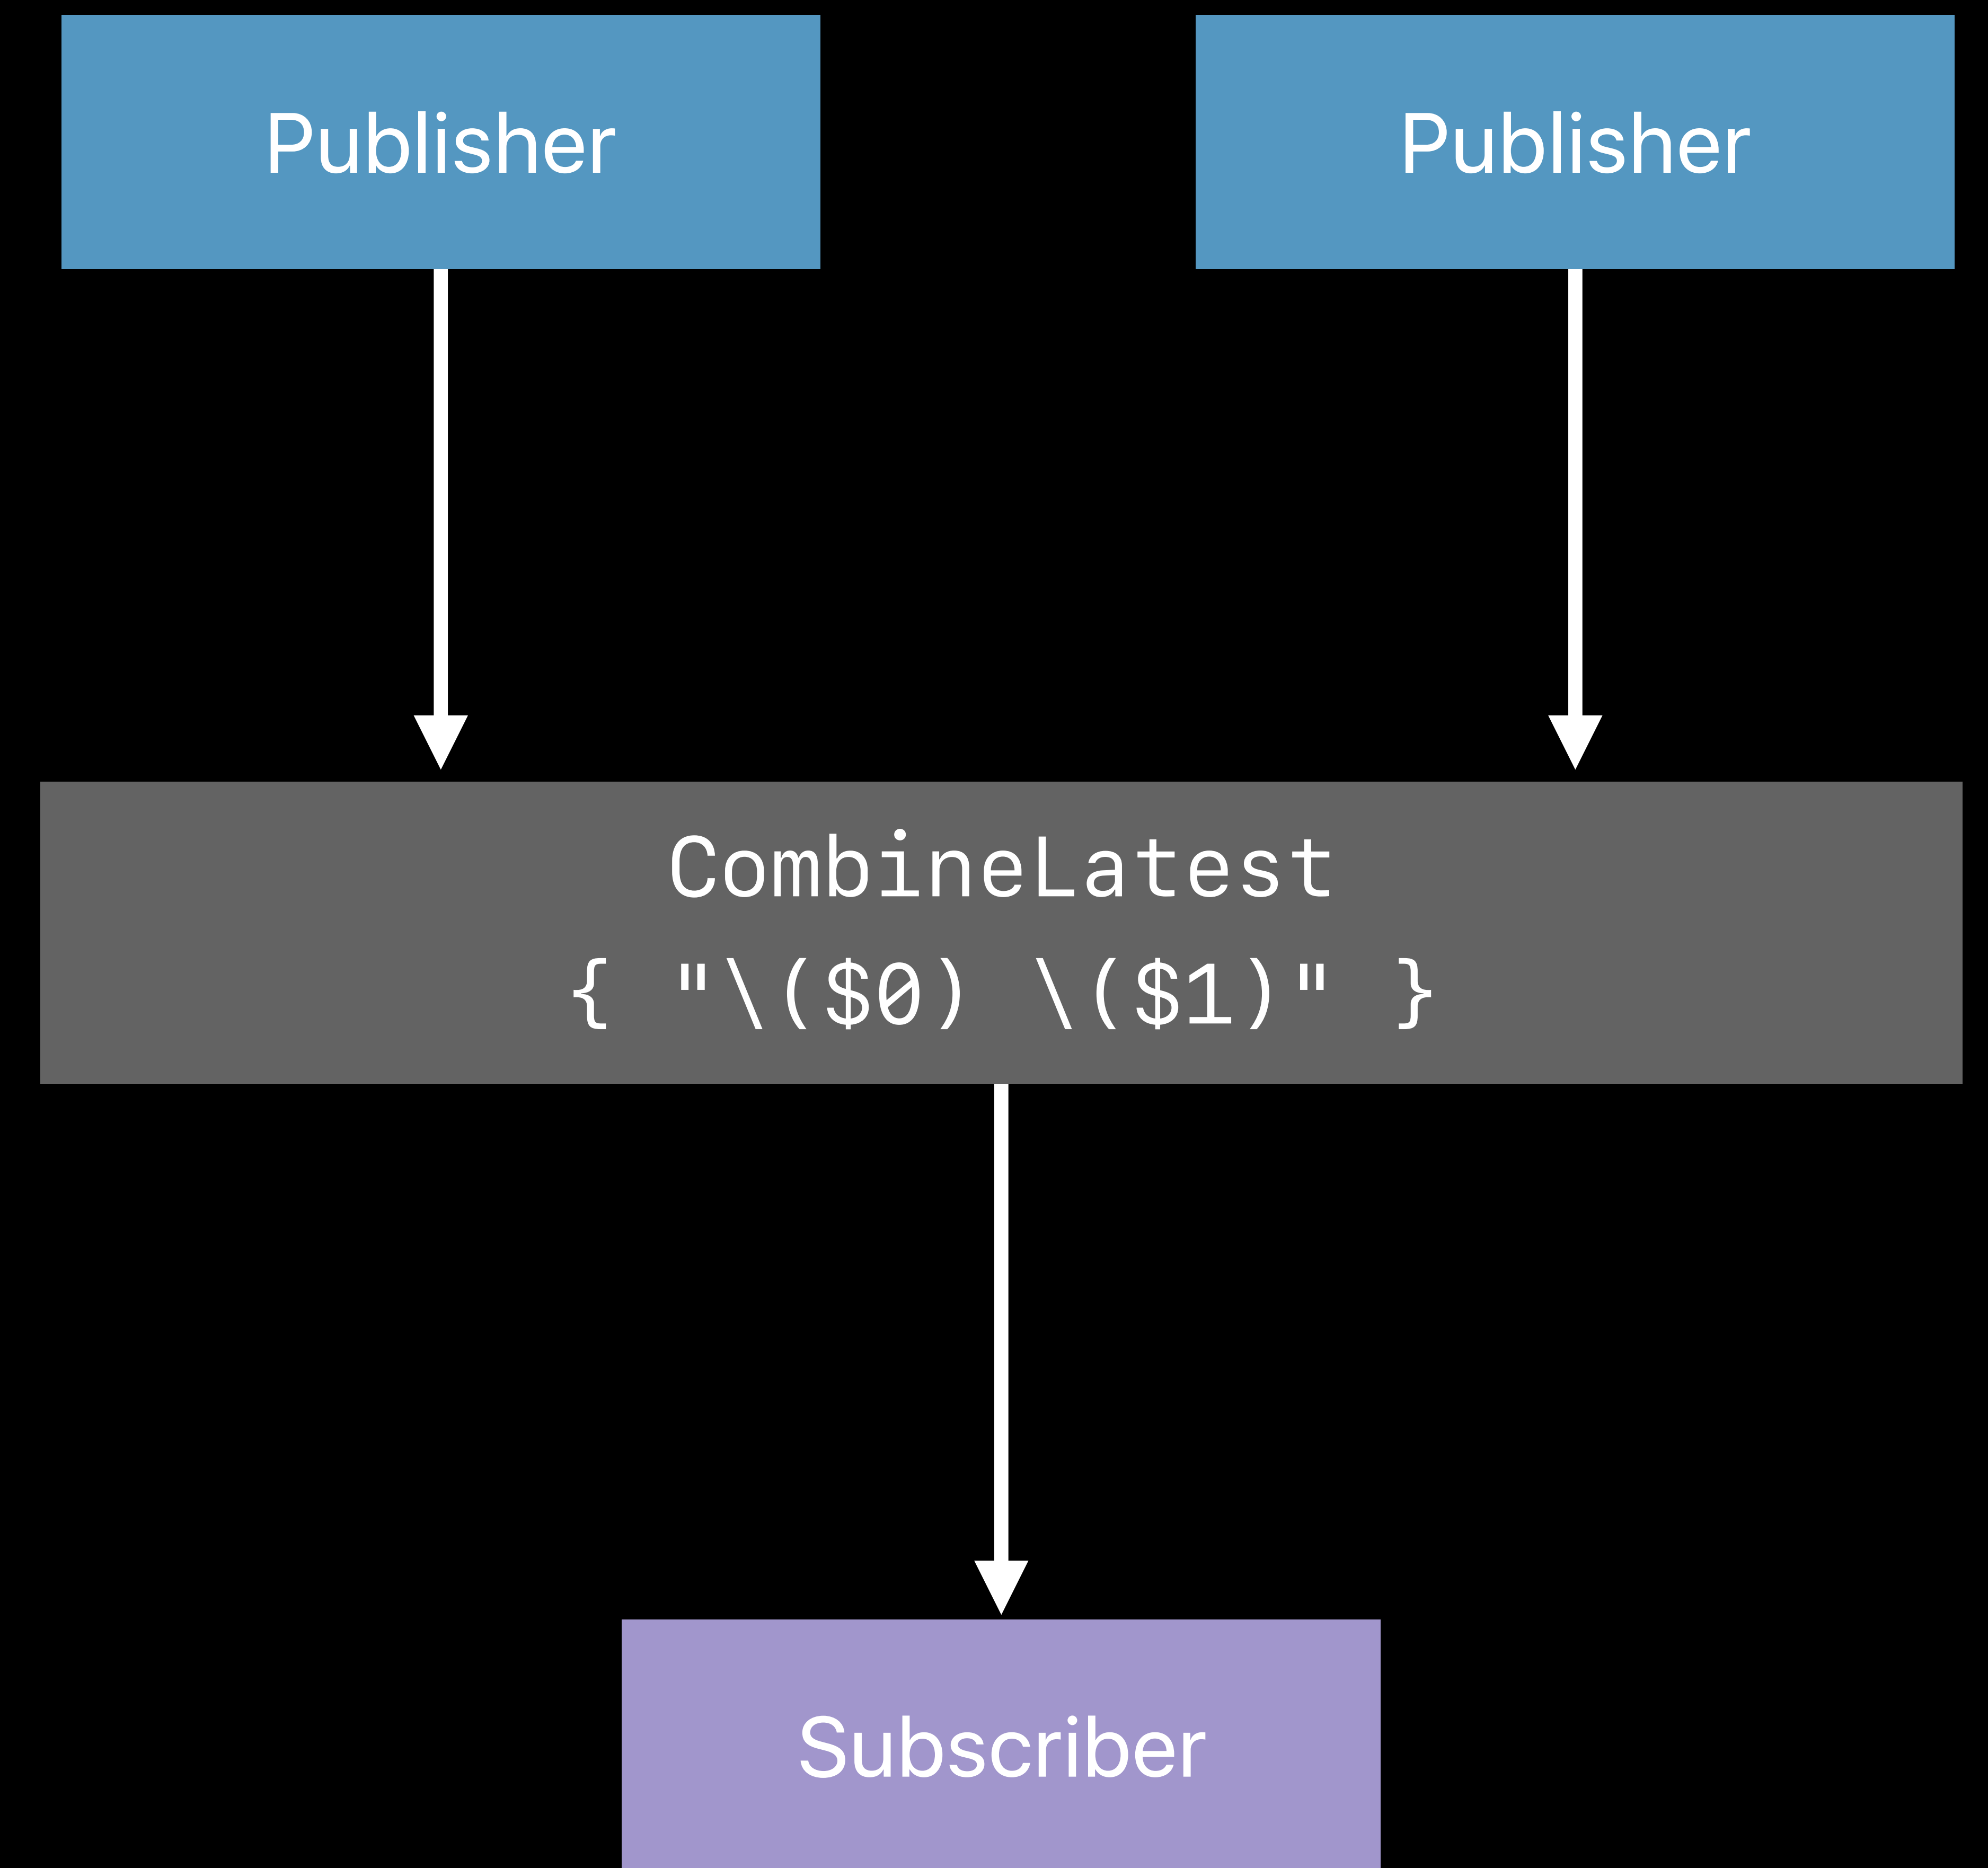 Publisher
Publisher
CombineLatest
{ "\($0) \($1)" }
Subscriber